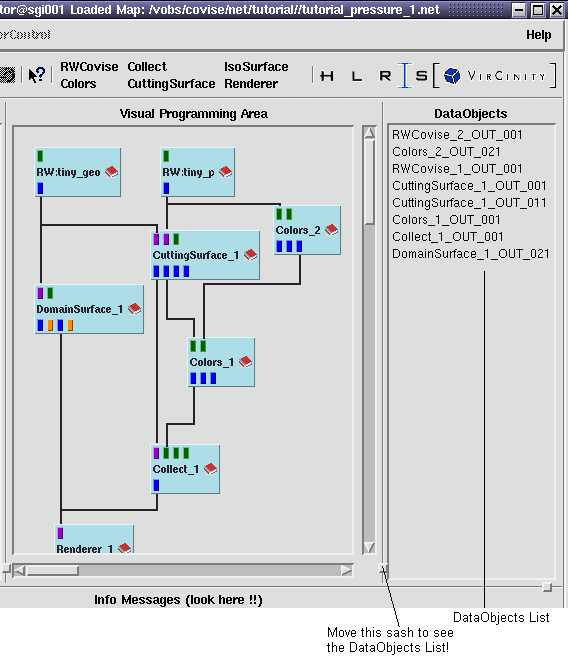 tor@sgi001 Loaded Map: /vobs/covise/net/tutorial//tutorial_pressure_1.net
erControl Help
RWCovise Collect IsoSurface
Colors CuttingSurface Renderer
H L R S [ VIRCINITY ]
Visual Programming Area
DataObjects
RW:tiny_geo
RW:tiny_p
Colors_2
CuttingSurface_1
DomainSurface_1
Colors_1
Collect_1
Renderer_1
RWCovise_2_OUT_001
Colors_2_OUT_021
RWCovise_1_OUT_001
CuttingSurface_1_OUT_001
CuttingSurface_1_OUT_011
Colors_1_OUT_001
Collect_1_OUT_001
DomainSurface_1_OUT_021
Info Messages (look here !!)
DataObjects List
Move this sash to see
the DataObjects List!